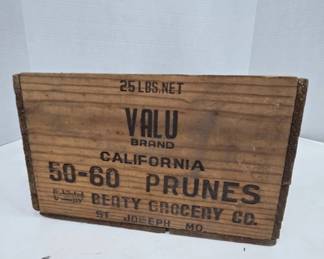 25 LBS. NET
VALU
BRAND
CALIFORNIA
50-60 PRUNES
BEATY GROCERY CO.
ST. JOSEPH MO.